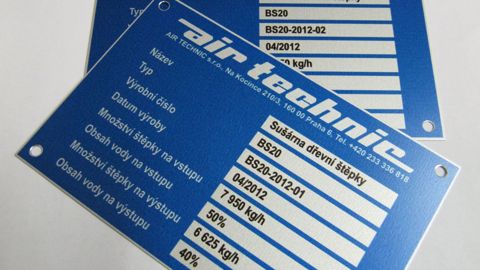 Typ
BS20
BS20-2012-02
04/2012
kg/h
air technic
AIR TECHNIC s.r.o., Na Kocínce 210/3, 160 00 Praha 6, Tel. +420 233 336 818
Název Sušárna dřevní štěpky
Typ BS20
Výrobní číslo BS20-2012-01
Datum výroby 04/2012
Množství štěpky na vstupu 7 950 kg/h
Obsah vody na vstupu 50%
Množství štěpky na výstupu 6 625 kg/h
Obsah vody na výstupu 40%